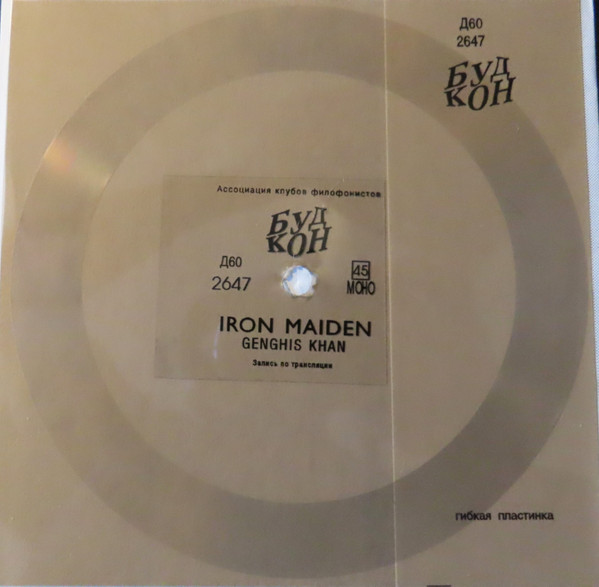 Д60
2647
БУД
КОН
Ассоциация клубов филофонистов
БУД
КОН
Д60
2647
45
МОНО
IRON MAIDEN
GENGHIS KHAN
Запись по трансляции
гибкая пластинка